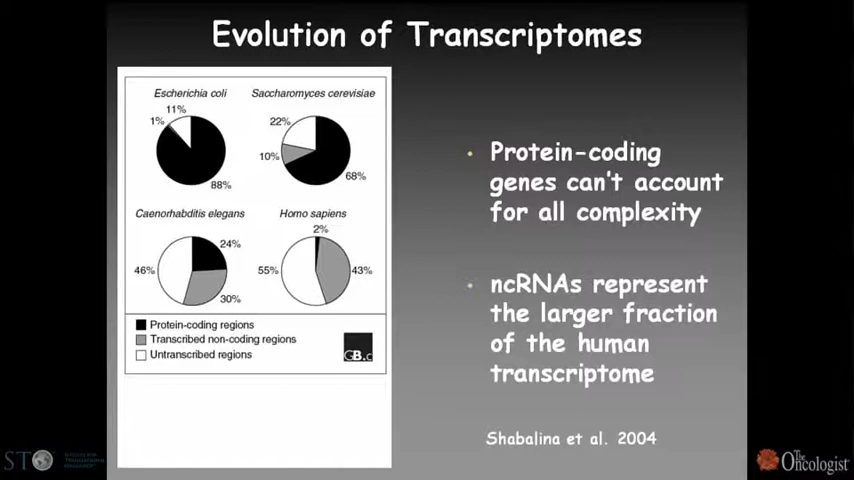 Evolution of Transcriptomes
Escherichia coli
11%
1%
88%
Saccharomyces cerevisiae
22%
10%
68%
Caenorhabditis elegans
24%
46%
30%
Homo sapiens
2%
55%
43%
Protein-coding regions
Transcribed non-coding regions
Untranscribed regions
• Protein-coding
genes can't account
for all complexity
• ncRNAs represent
the larger fraction
of the human
transcriptome
Shabalina et al. 2004
The
Oncologist